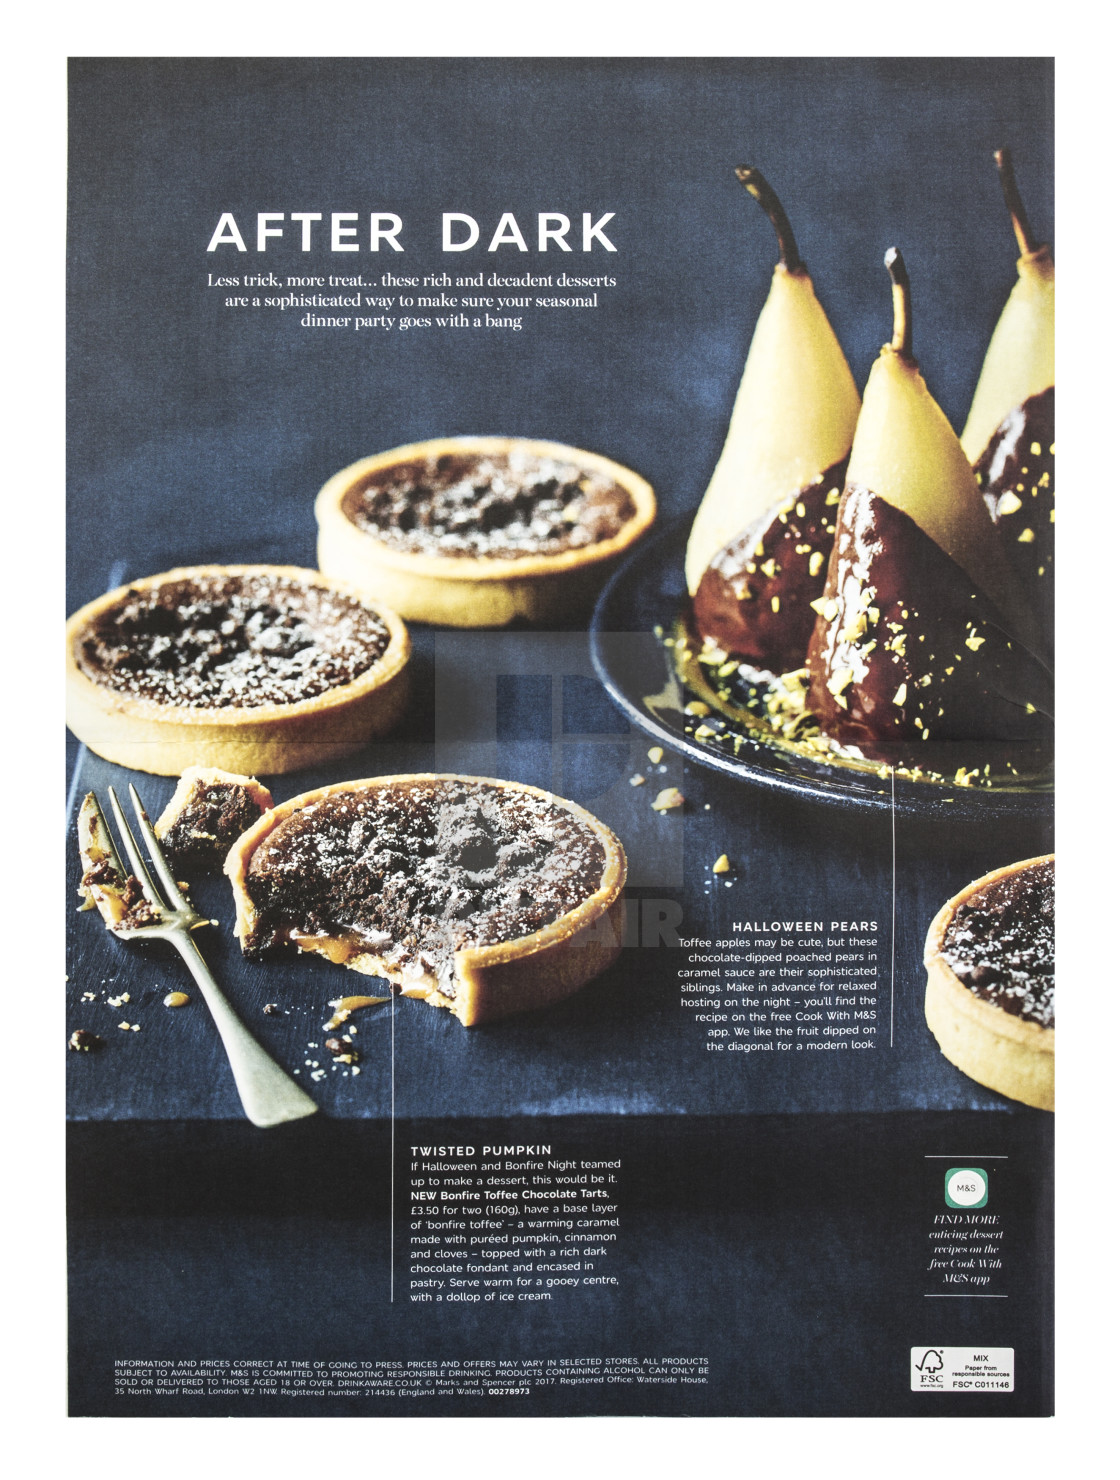 AFTER DARK
Less trick, more treat... these rich and decadent desserts
are a sophisticated way to make sure your seasonal
dinner party goes with a bang
HALLOWEEN PEARS
Toffee apples may be cute, but these
chocolate-dipped poached pears in
caramel sauce are their sophisticated
siblings. Make in advance for relaxed
hosting on the night – you'll find the
recipe on the free Cook With M&S
app. We like the fruit dipped on
the diagonal for a modern look.
TWISTED PUMPKIN
If Halloween and Bonfire Night teamed
up to make a dessert, this would be it.
NEW Bonfire Toffee Chocolate Tarts,
£3.50 for two (160g), have a base layer
of 'bonfire toffee' – a warming caramel
made with puréed pumpkin, cinnamon
and cloves – topped with a rich dark
chocolate fondant and encased in
pastry. Serve warm for a gooey centre,
with a dollop of ice cream.
M&S
FIND MORE
enticing dessert
recipes on the
free Cook With
M&S app
INFORMATION AND PRICES CORRECT AT TIME OF GOING TO PRESS. PRICES AND OFFERS MAY VARY IN SELECTED STORES. ALL PRODUCTS
SUBJECT TO AVAILABILITY. M&S IS COMMITTED TO PROMOTING RESPONSIBLE DRINKING. PRODUCTS CONTAINING ALCOHOL CAN ONLY BE
SOLD OR DELIVERED TO THOSE AGED 18 OR OVER. DRINKAWARE.CO.UK © Marks and Spencer plc 2017. Registered Office: Waterside House,
35 North Wharf Road, London W2 1NW. Registered number: 214436 (England and Wales). 00278973
FSC
www.fsc.org
MIX
Paper from
responsible sources
FSC® C011146